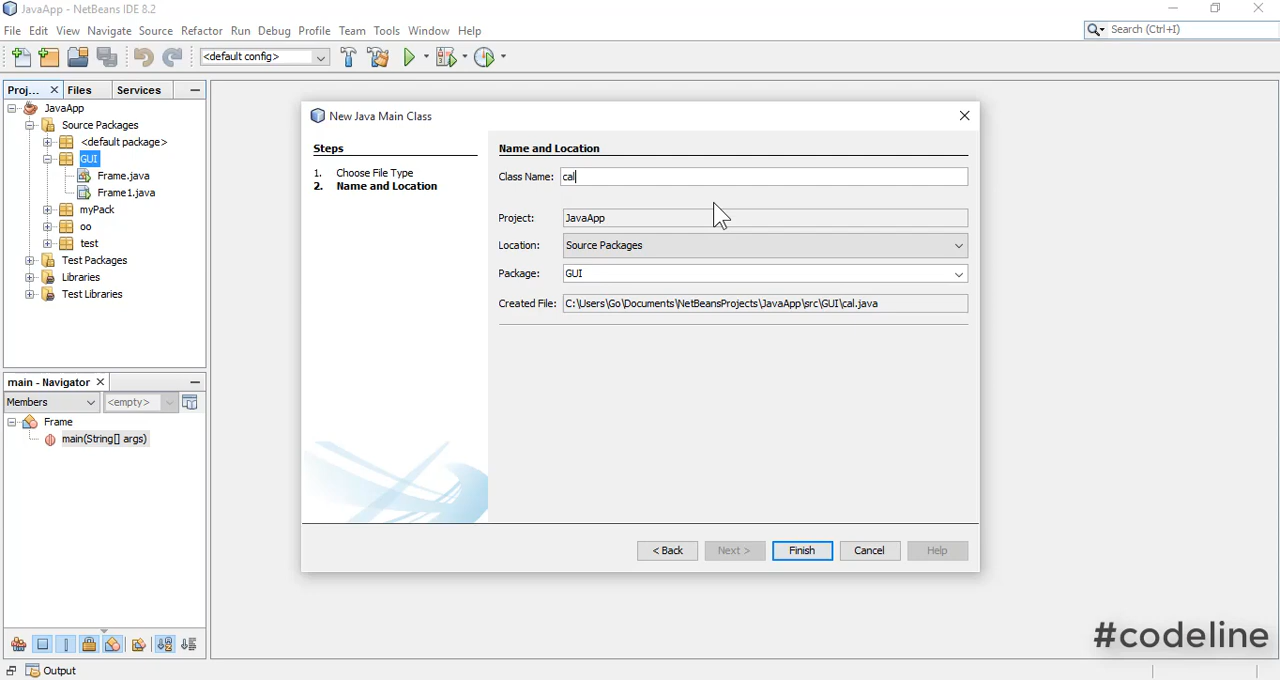 JavaApp - NetBeans IDE 8.2
File Edit View Navigate Source Refactor Run Debug Profile Team Tools Window Help
Search (Ctrl+I)
<default config>
Proj... Files Services
JavaApp
Source Packages
<default package>
GUI
Frame.java
Frame1.java
myPack
oo
test
Test Packages
Libraries
Test Libraries
main - Navigator
Members <empty>
Frame
main(String[] args)
New Java Main Class
Steps
1. Choose File Type
2. Name and Location
Name and Location
Class Name: cal
Project: JavaApp
Location: Source Packages
Package: GUI
Created File: C:\Users\Go\Documents\NetBeansProjects\JavaApp\src\GUI\cal.java
< Back Next > Finish Cancel Help
#codeline
Output